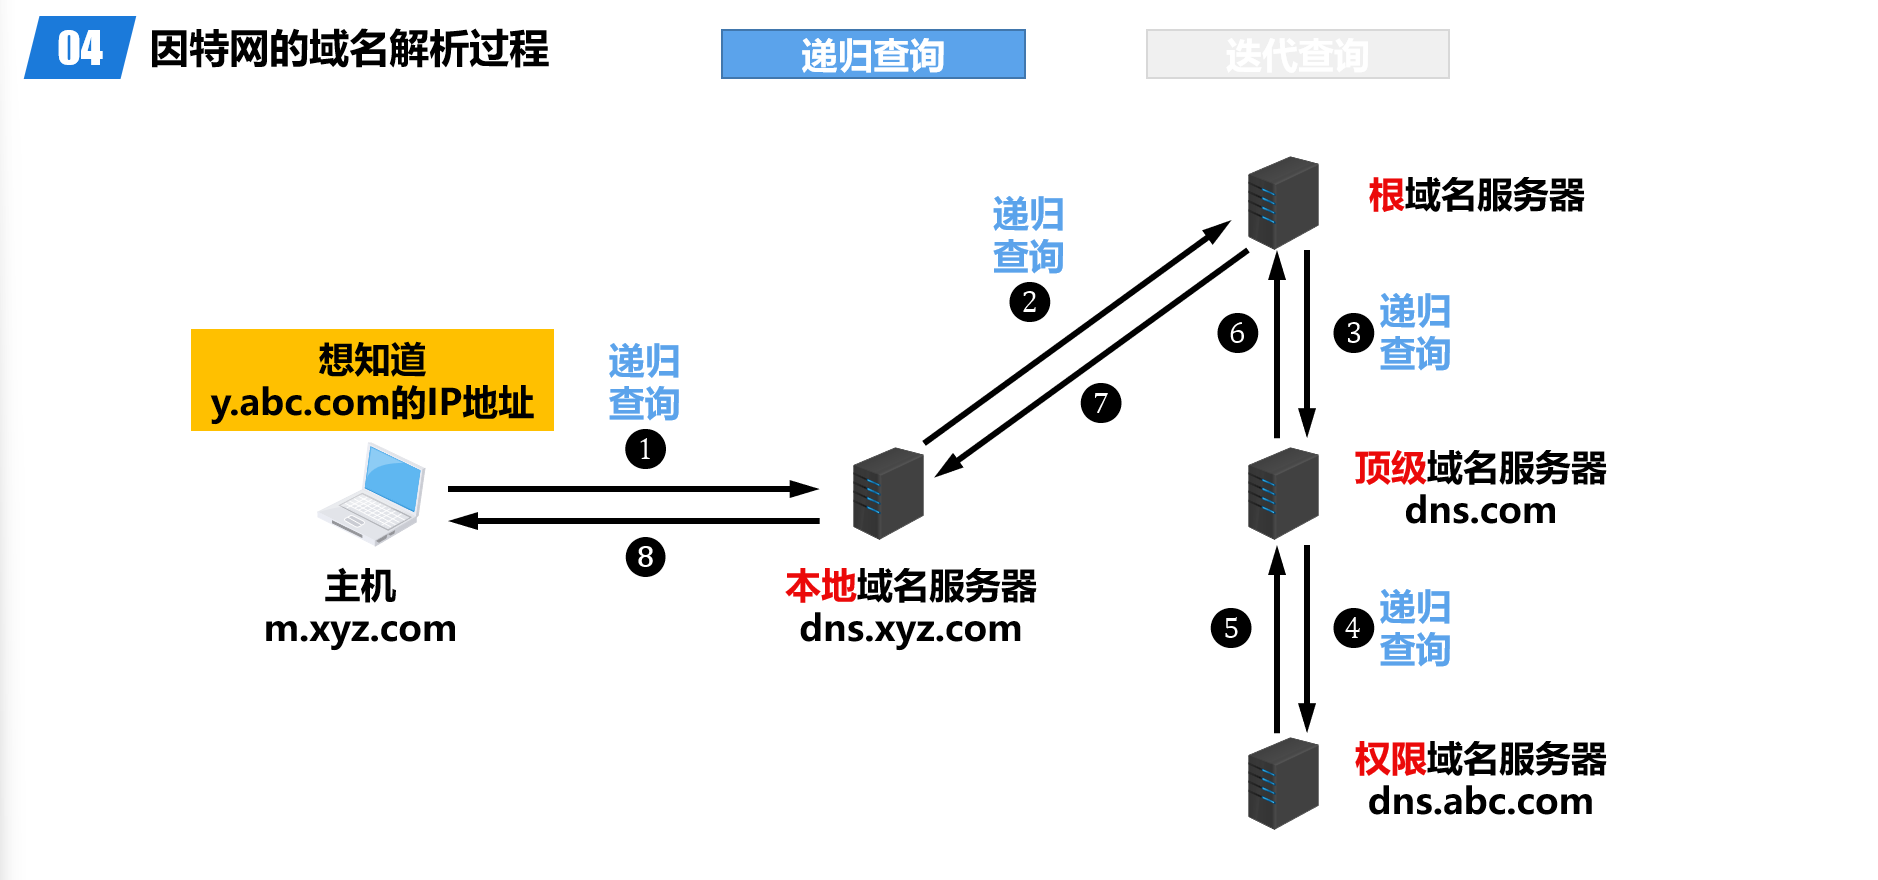 04
因特网的域名解析过程
递归查询
迭代查询
根域名服务器
递归
查询
2
递归
查询
3
6
想知道
y.abc.com的IP地址
递归
查询
1
7
顶级域名服务器
dns.com
8
主机
m.xyz.com
本地域名服务器
dns.xyz.com
递归
查询
4
5
权限域名服务器
dns.abc.com